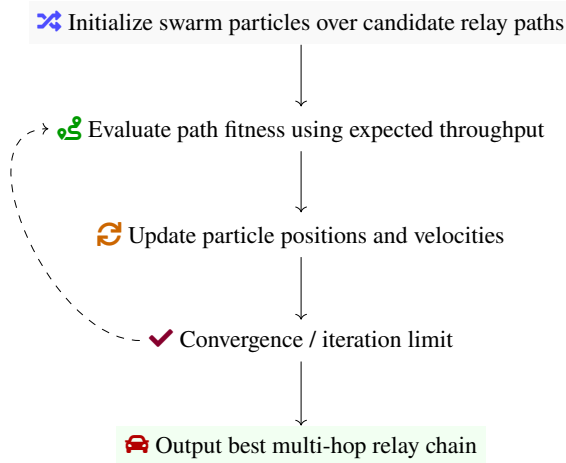 Initialize swarm particles over candidate relay paths
Evaluate path fitness using expected throughput
Update particle positions and velocities
Convergence / iteration limit
Output best multi-hop relay chain